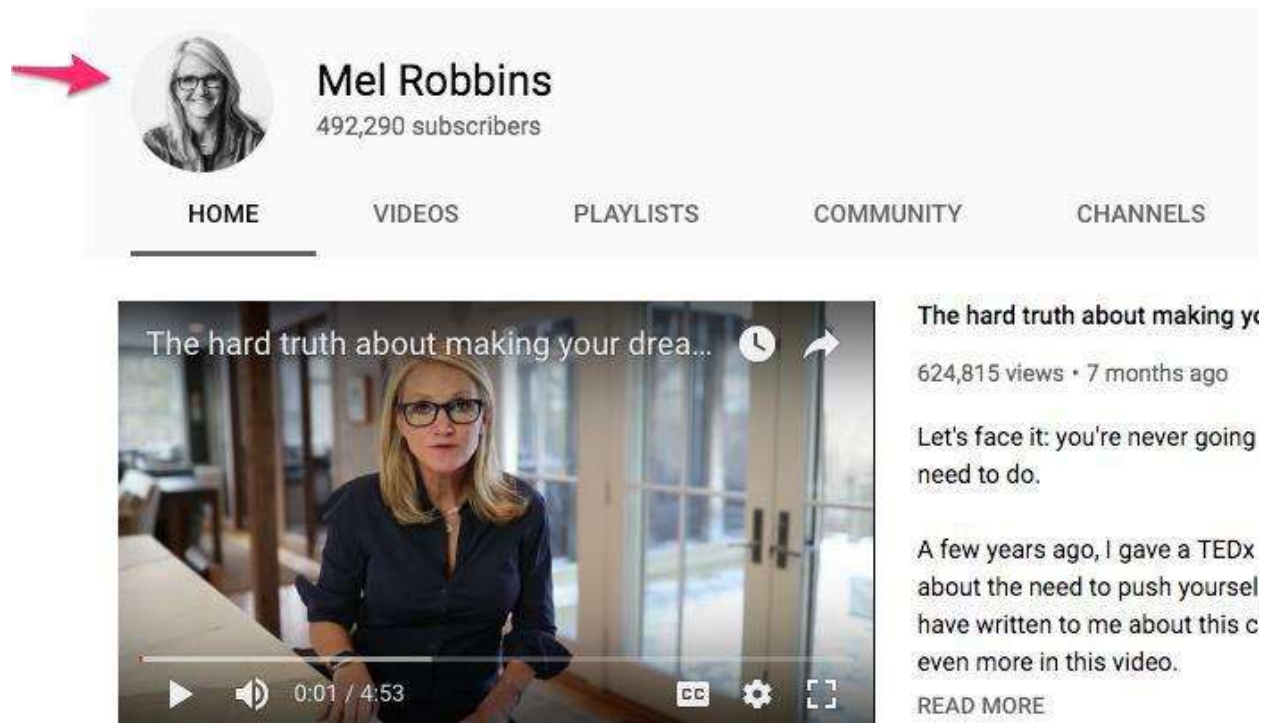 Mel Robbins
492,290 subscribers
HOME VIDEOS PLAYLISTS COMMUNITY CHANNELS
The hard truth about making your drea...
0:01 / 4:53
CC
The hard truth about making yo
624,815 views • 7 months ago
Let's face it: you're never going
need to do.
A few years ago, I gave a TEDx
about the need to push yoursel
have written to me about this c
even more in this video.
READ MORE